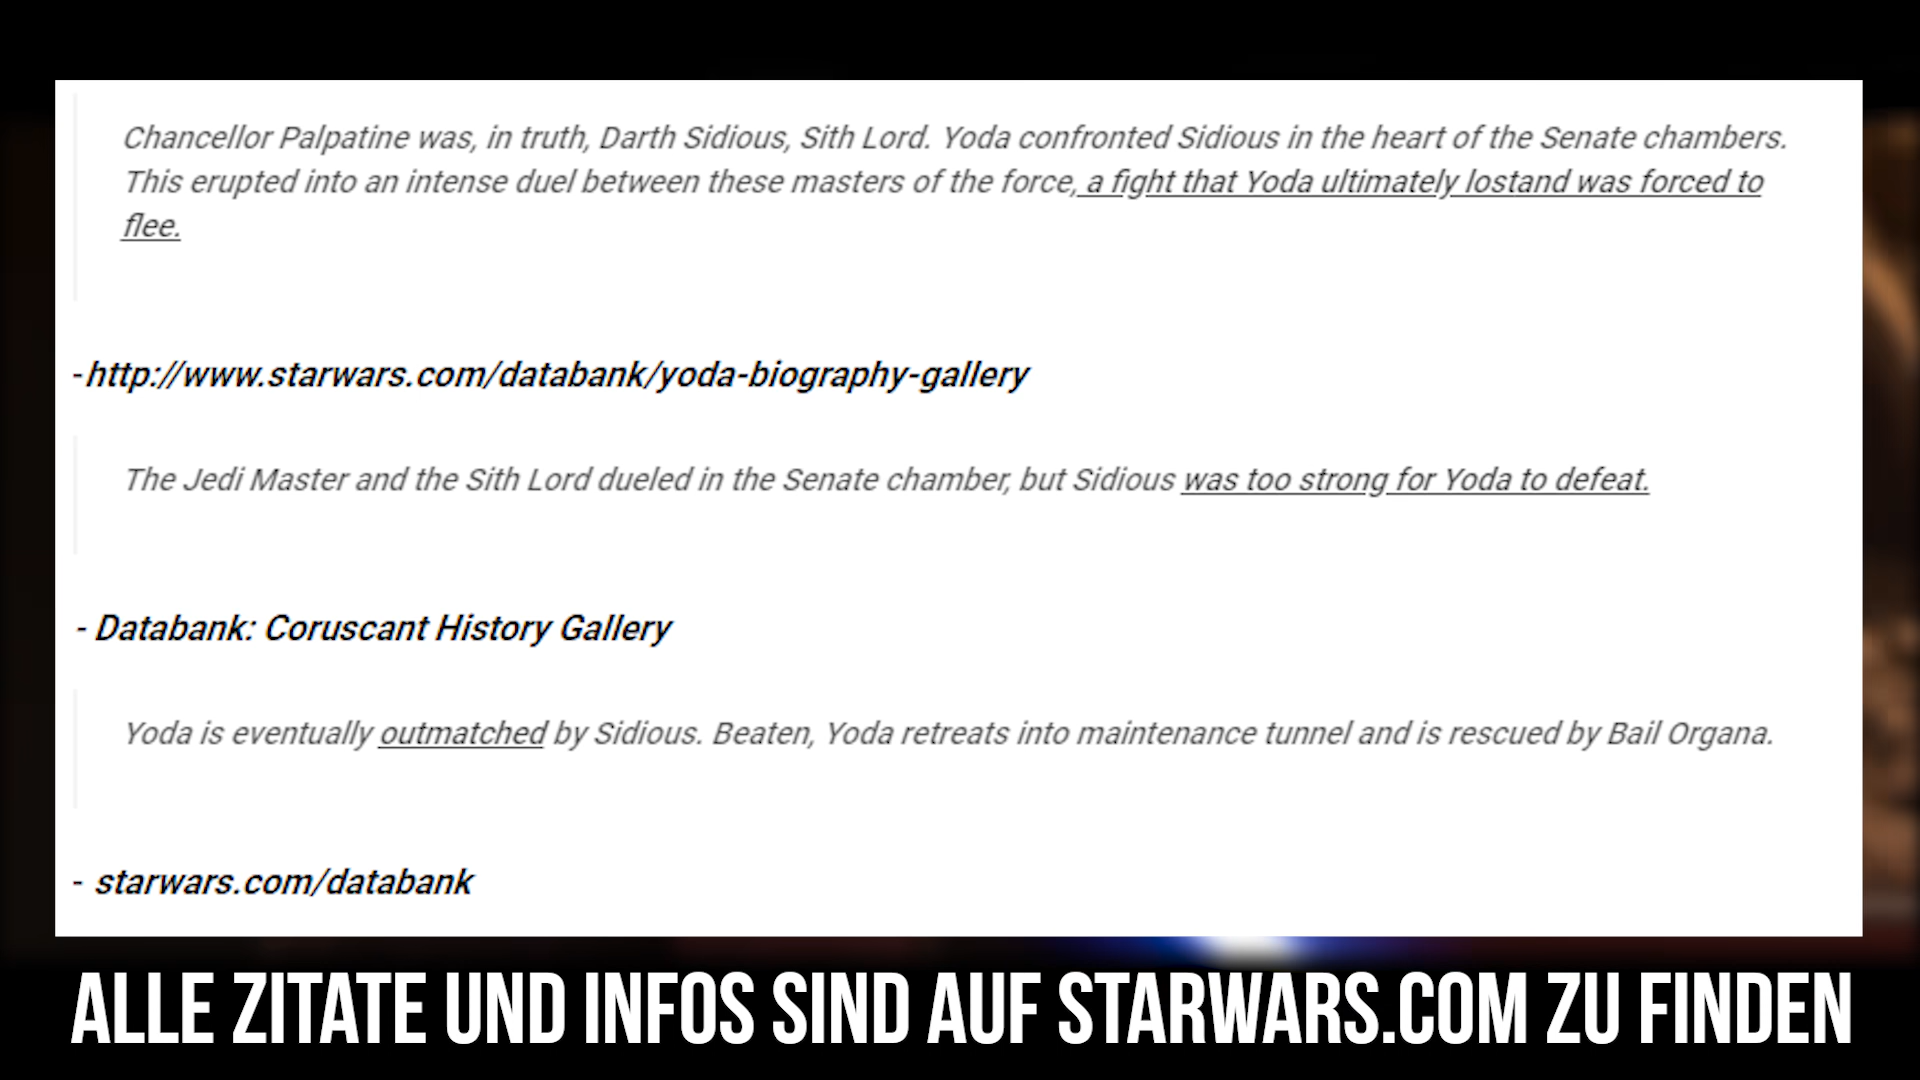 Chancellor Palpatine was, in truth, Darth Sidious, Sith Lord. Yoda confronted Sidious in the heart of the Senate chambers.
This erupted into an intense duel between these masters of the force, a fight that Yoda ultimately lostand was forced to
flee.
-http://www.starwars.com/databank/yoda-biography-gallery
The Jedi Master and the Sith Lord dueled in the Senate chamber, but Sidious was too strong for Yoda to defeat.
- Databank: Coruscant History Gallery
Yoda is eventually outmatched by Sidious. Beaten, Yoda retreats into maintenance tunnel and is rescued by Bail Organa.
- starwars.com/databank
ALLE ZITATE UND INFOS SIND AUF STARWARS.COM ZU FINDEN